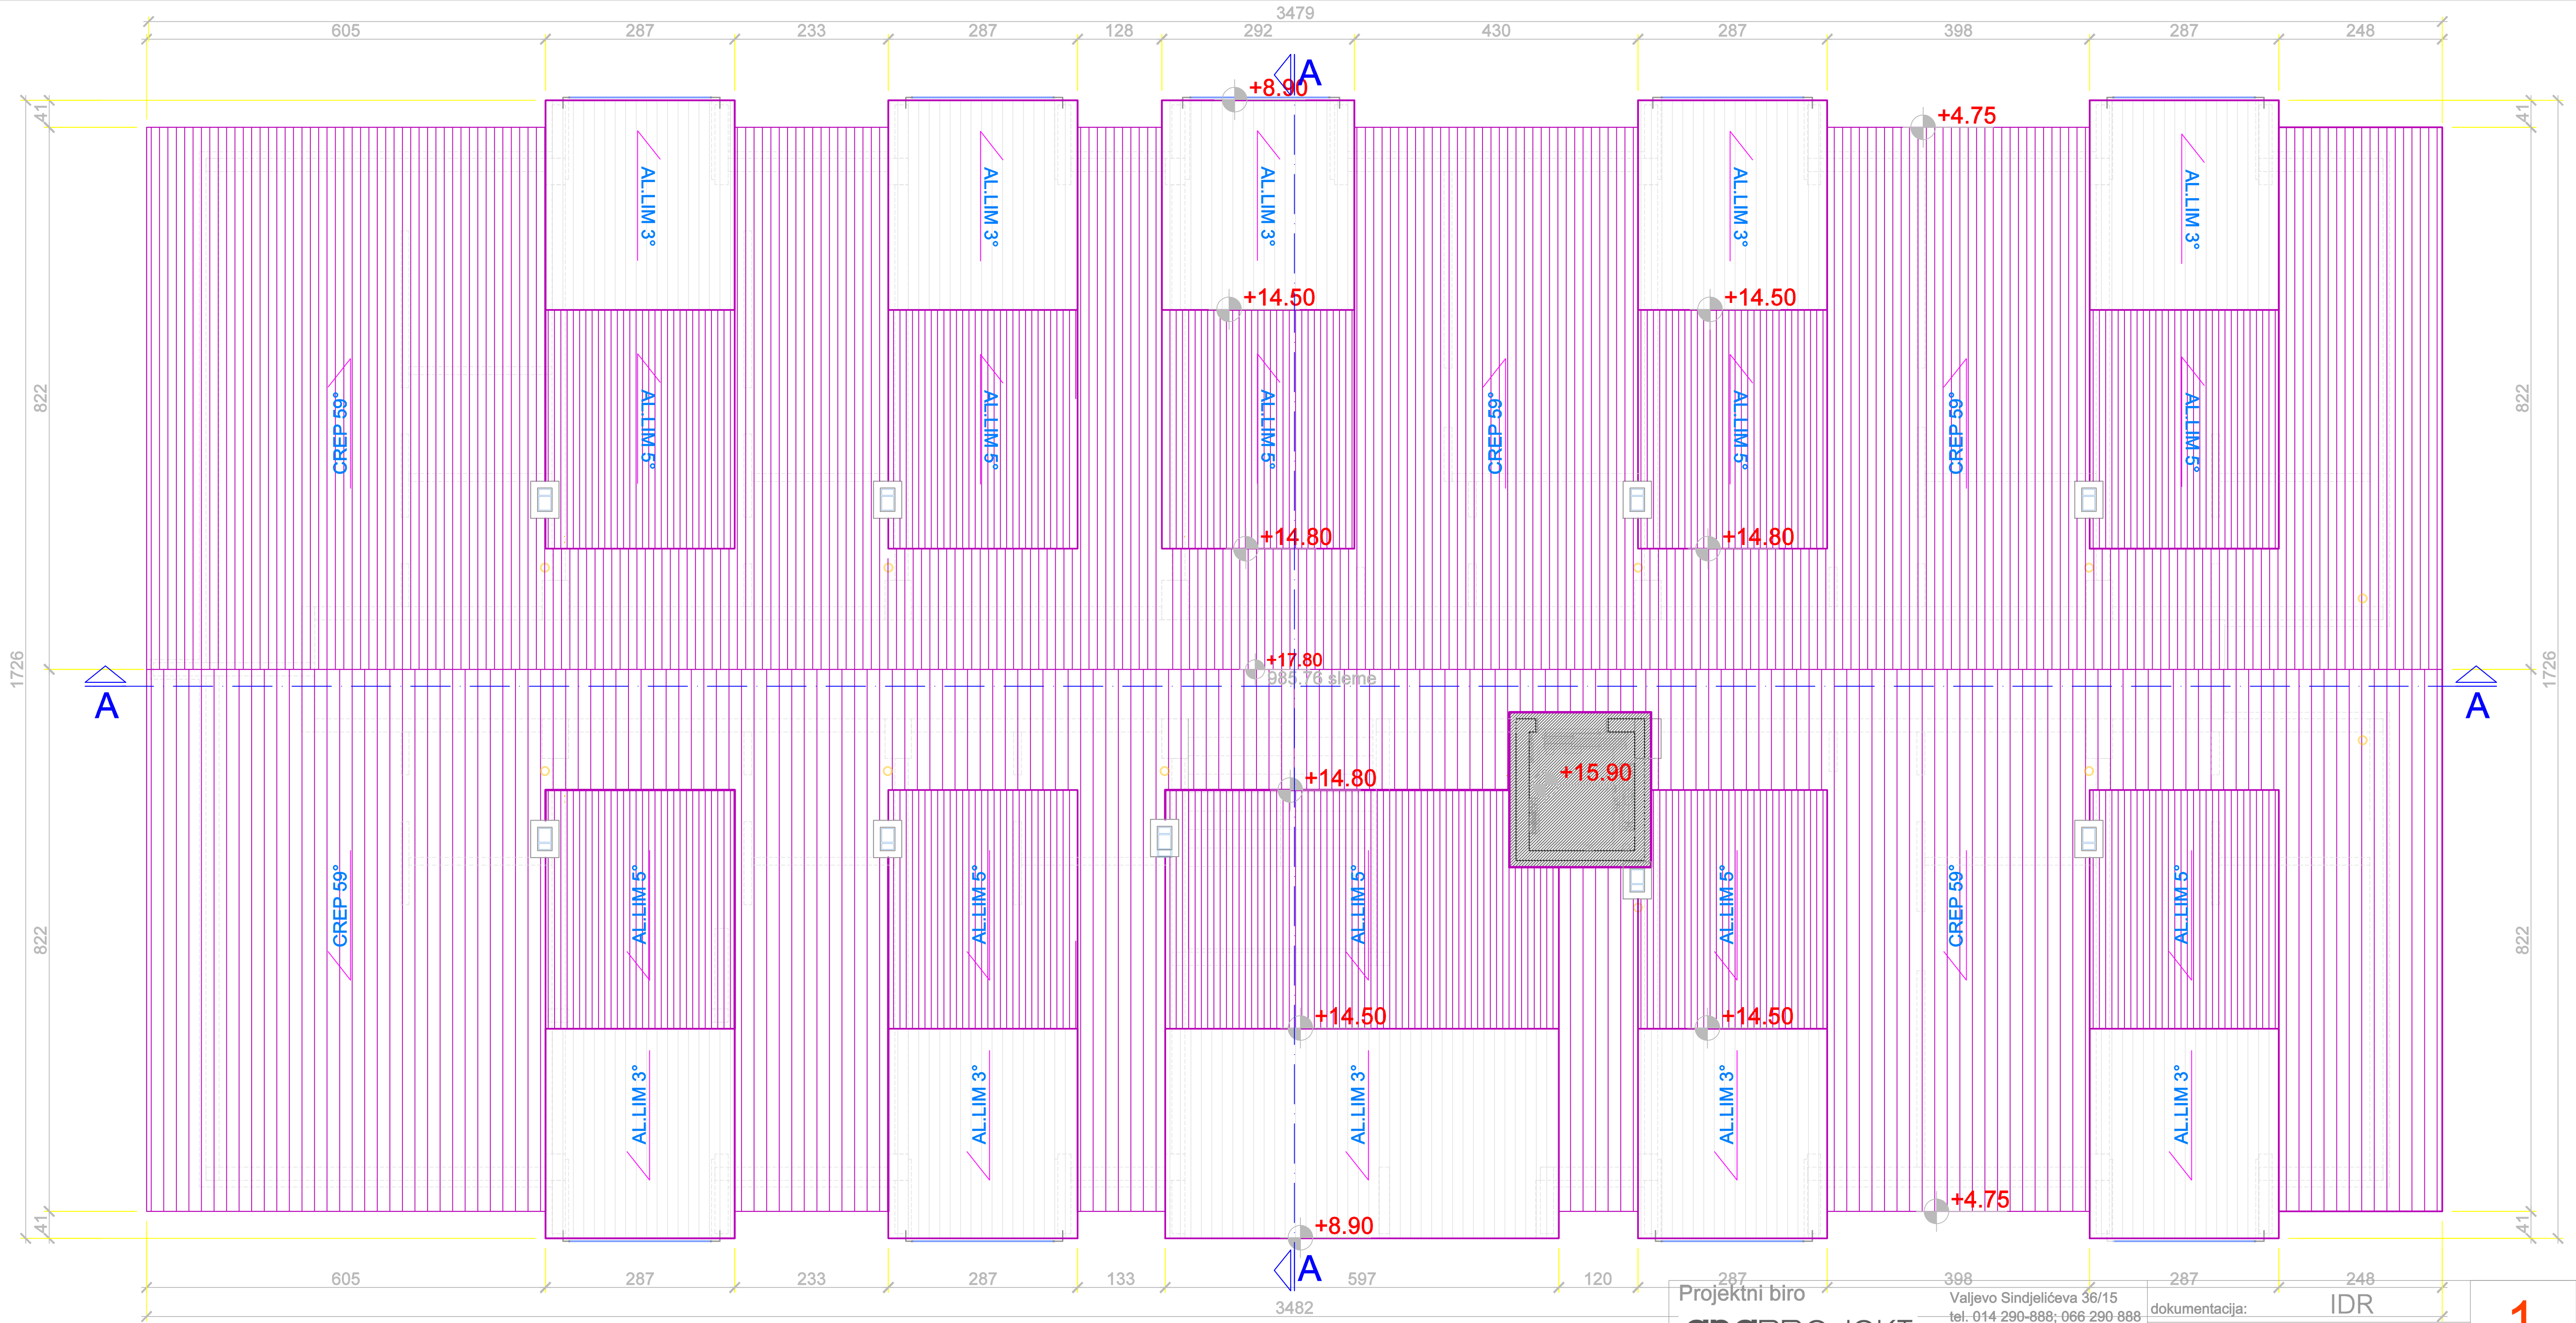 3479
605 287 233 287 128 292 430 287 398 287 248
A
+8.90
+4.75
41
41
AL.LIM 3°
AL.LIM 3°
AL.LIM 3°
AL.LIM 3°
AL.LIM 3°
+14.50
+14.50
822
CREP 59°
AL.LIM 5°
AL.LIM 5°
AL.LIM 5°
CREP 59°
AL.LIM 5°
CREP 59°
AL.LIM 5°
822
+14.80
+14.80
1726
+17.80
985.76 sleme
1726
A
A
+15.90
+14.80
822
CREP 59°
AL.LIM 5°
AL.LIM 5°
AL.LIM 5°
AL.LIM 5°
CREP 59°
AL.LIM 5°
822
+14.50
+14.50
AL.LIM 3°
AL.LIM 3°
AL.LIM 3°
AL.LIM 3°
AL.LIM 3°
+4.75
41
+8.90
41
A
605 287 233 287 133 597 120 287 398 287 248
3482
Projektni biro
Valjevo Sindjelićeva 36/15
tel. 014 290-888; 066 290 888
dokumentacija:
IDR
1